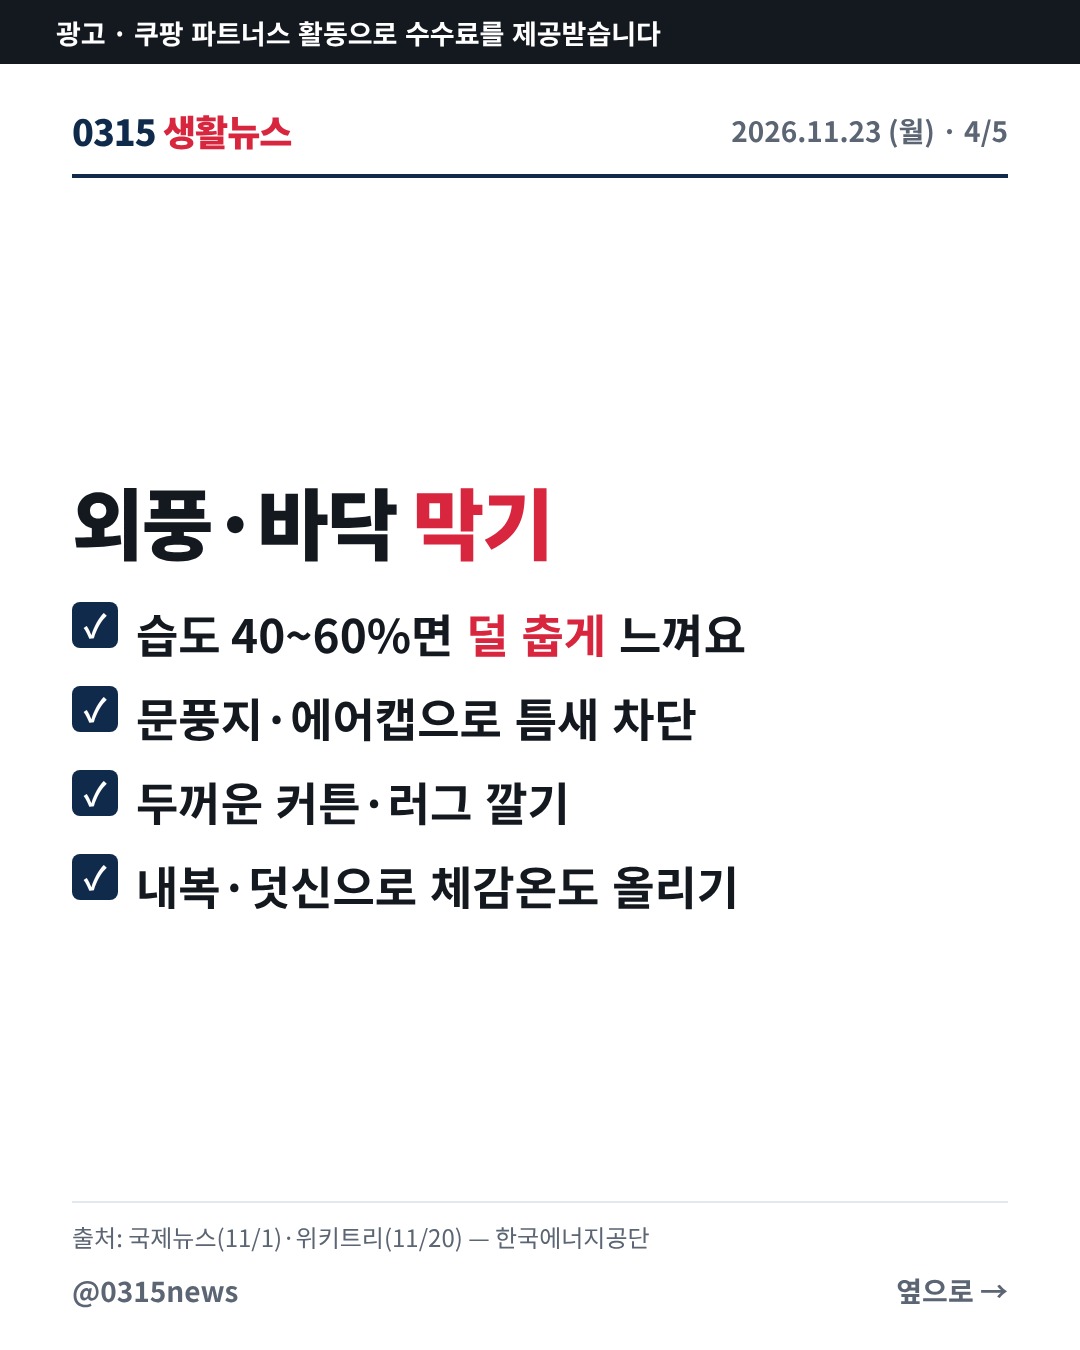 광고 · 쿠팡 파트너스 활동으로 수수료를 제공받습니다
0315 생활뉴스
2026.11.23 (월) · 4/5
외풍·바닥 막기
✓ 습도 40~60%면 덜 춥게 느껴요
✓ 문풍지·에어캡으로 틈새 차단
✓ 두꺼운 커튼·러그 깔기
✓ 내복·덧신으로 체감온도 올리기
출처: 국제뉴스(11/1)·위키트리(11/20) — 한국에너지공단
@0315news
옆으로 →